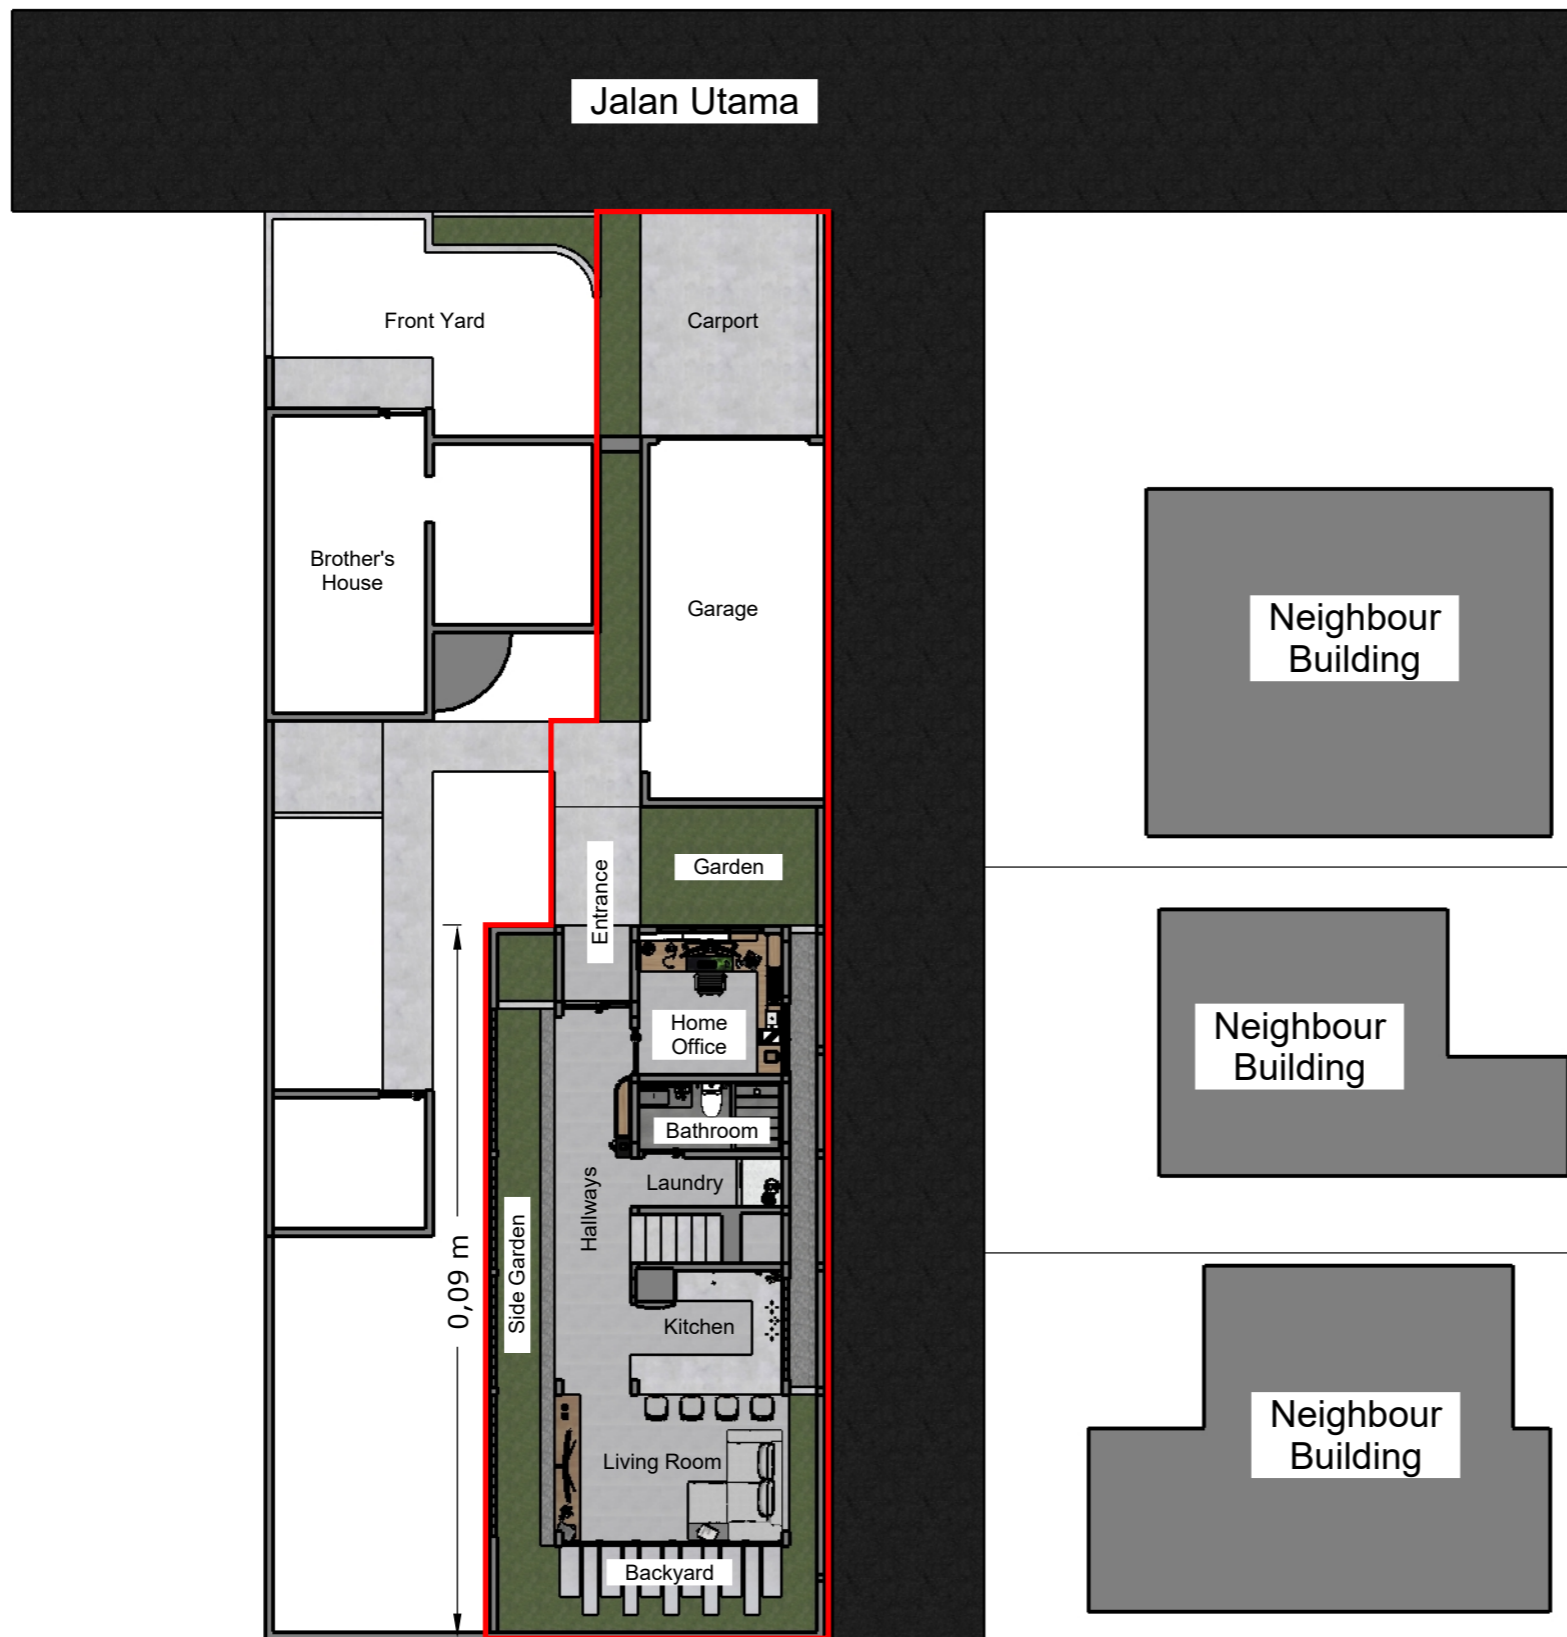 Jalan Utama
Front Yard
Carport
Brother's
House
Garage
Neighbour
Building
Garden
Entrance
Home
Office
Neighbour
Building
Bathroom
Laundry
Hallways
Side Garden
0,09 m
Kitchen
Living Room
Neighbour
Building
Backyard